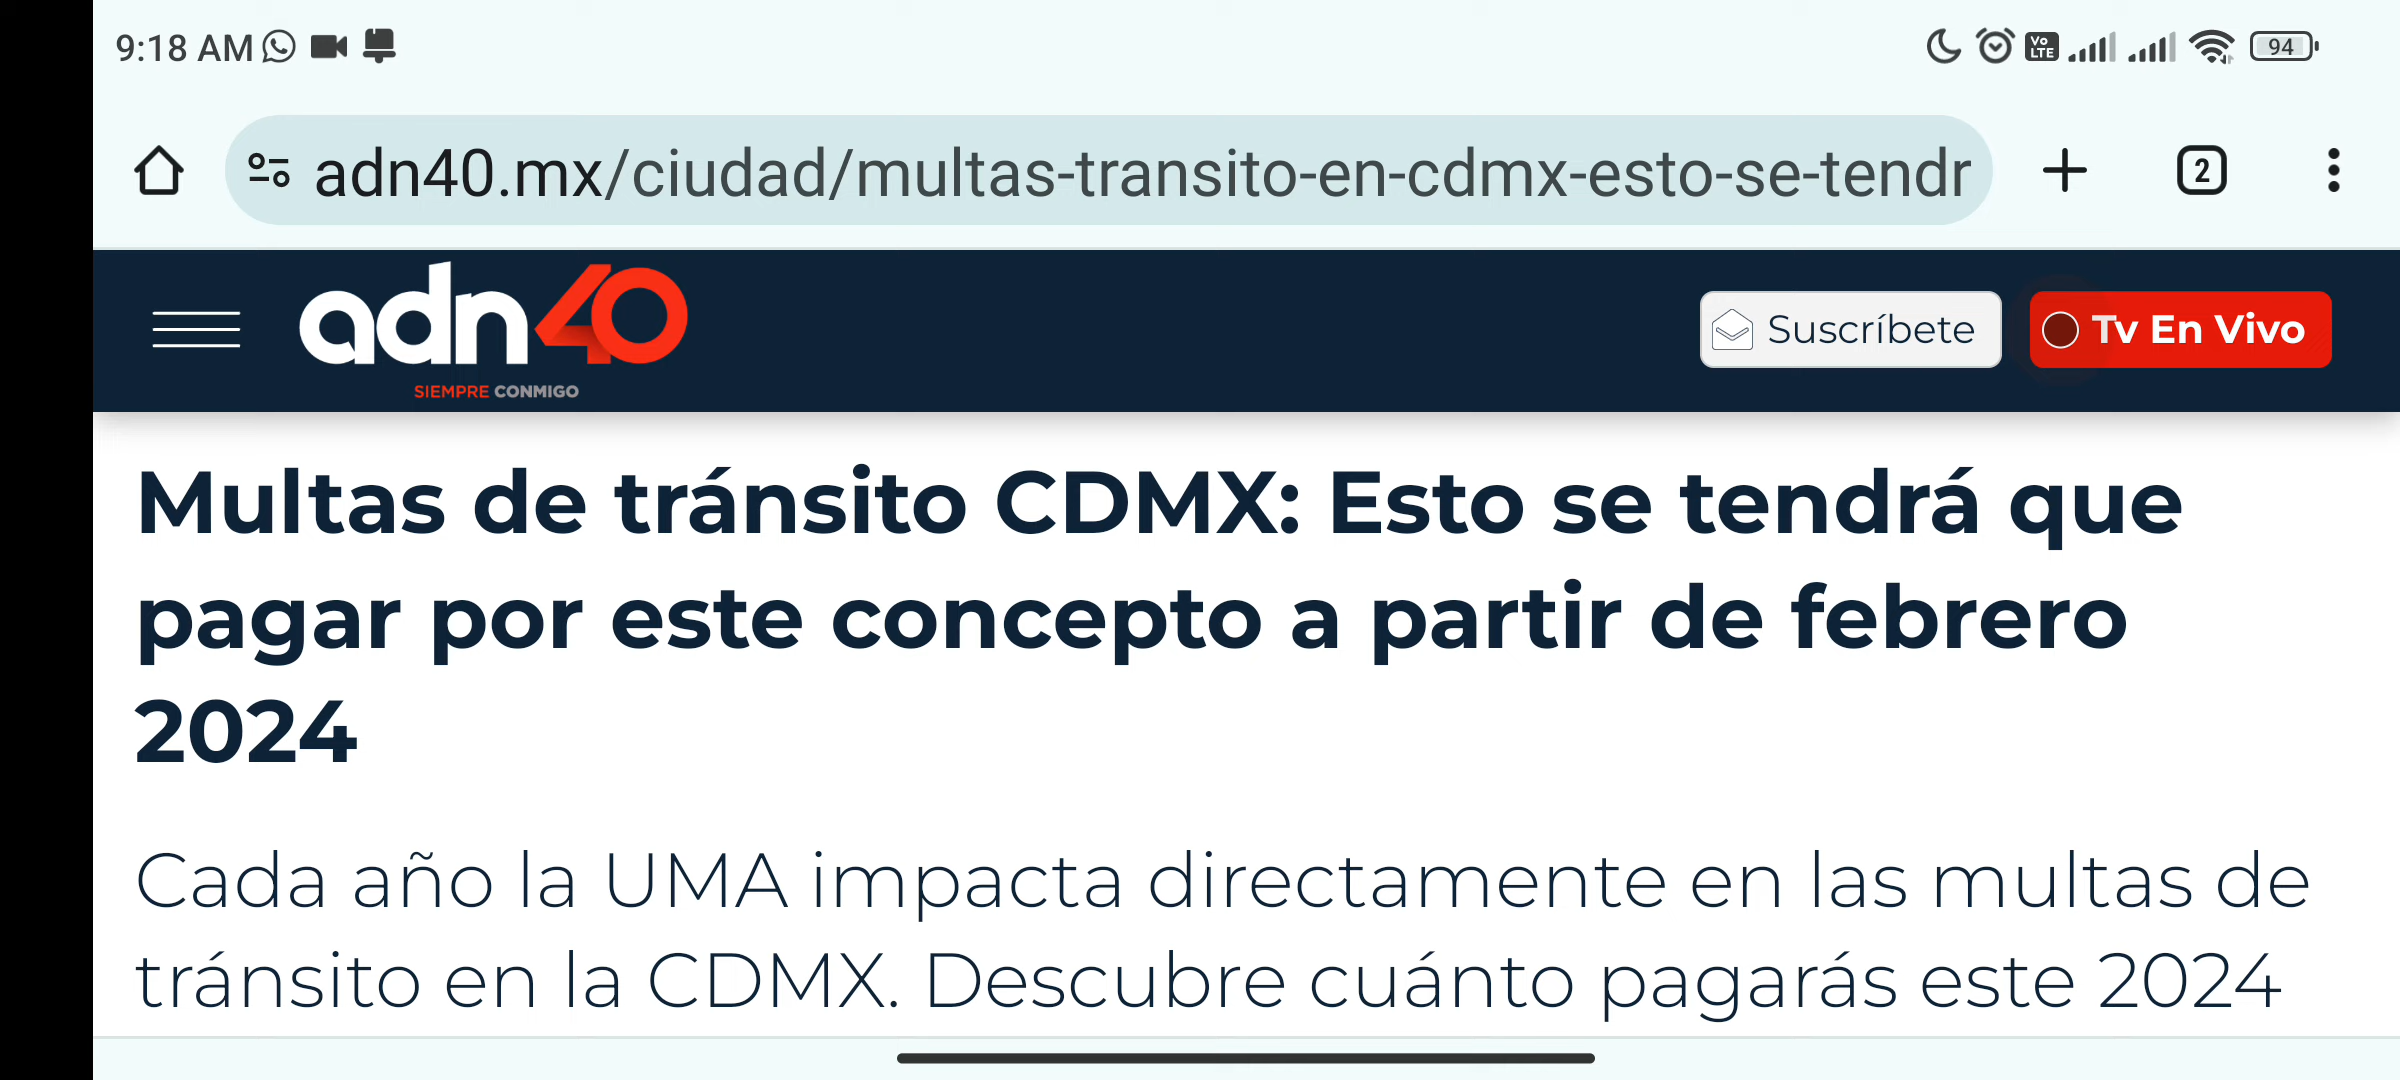 9:18 AM
Vo LTE
94
adn40.mx/ciudad/multas-transito-en-cdmx-esto-se-tendr
2
adn40
SIEMPRE CONMIGO
Suscríbete
Tv En Vivo
Multas de tránsito CDMX: Esto se tendrá que
pagar por este concepto a partir de febrero
2024
Cada año la UMA impacta directamente en las multas de
tránsito en la CDMX. Descubre cuánto pagarás este 2024